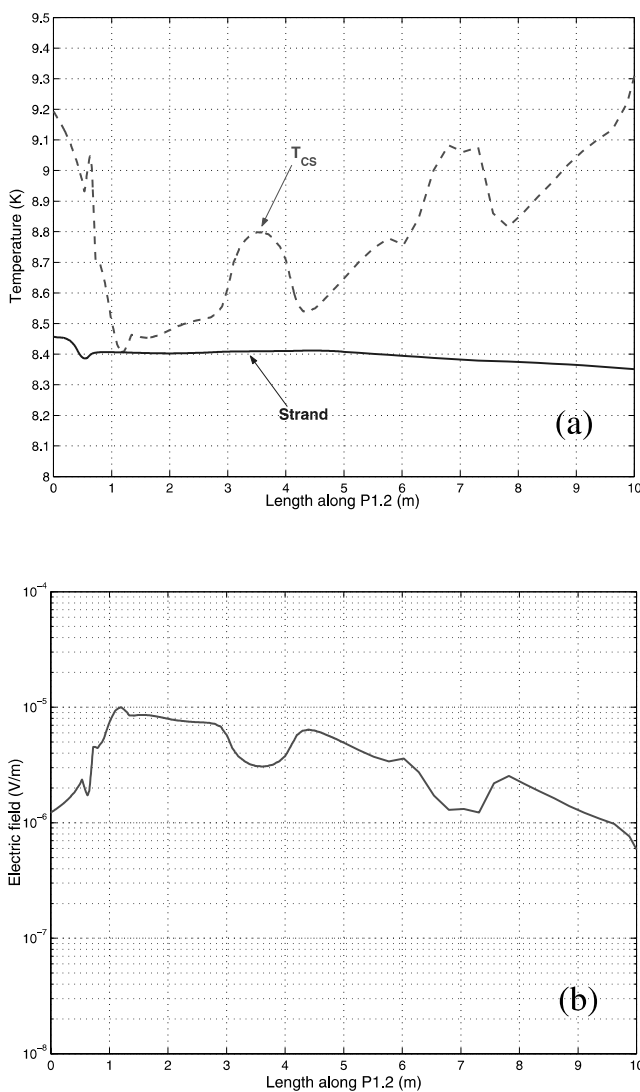 9.5
9.4
9.3
9.2
9.1
9
8.9
8.8
8.7
8.6
8.5
8.4
8.3
8.2
8.1
8
Temperature (K)
T_CS
Strand
(a)
0 1 2 3 4 5 6 7 8 9 10
Length along P1.2 (m)
10⁻⁴
10⁻⁵
10⁻⁶
10⁻⁷
10⁻⁸
Electric field (V/m)
(b)
0 1 2 3 4 5 6 7 8 9 10
Length along P1.2 (m)